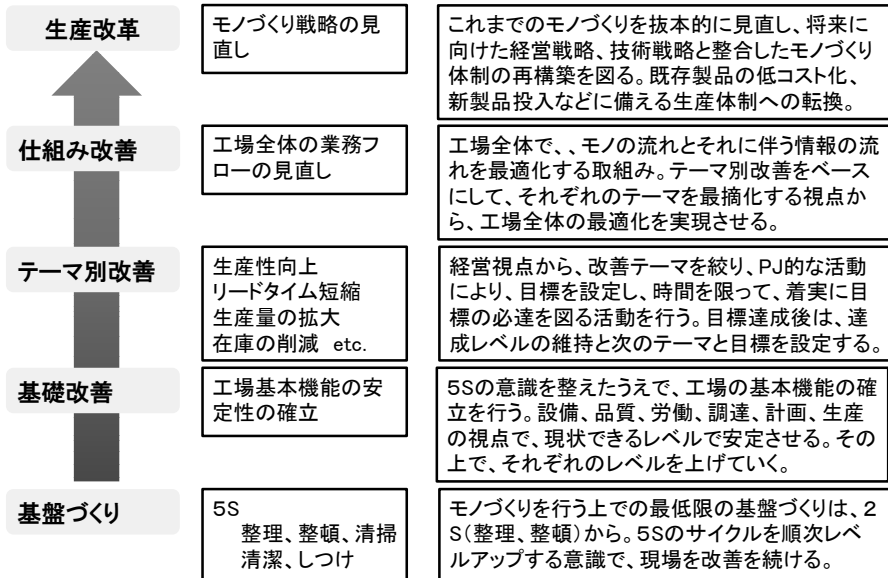 生産改革
モノづくり戦略の見
直し
これまでのモノづくりを抜本的に見直し、将来に
向けた経営戦略、技術戦略と整合したモノづくり
体制の再構築を図る。既存製品の低コスト化、
新製品投入などに備える生産体制への転換。
仕組み改善
工場全体の業務フ
ローの見直し
工場全体で、、モノの流れとそれに伴う情報の流
れを最適化する取組み。テーマ別改善をベース
にして、それぞれのテーマを最摘化する視点か
ら、工場全体の最適化を実現させる。
テーマ別改善
生産性向上
リードタイム短縮
生産量の拡大
在庫の削減 etc.
経営視点から、改善テーマを絞り、PJ的な活動
により、目標を設定し、時間を限って、着実に目
標の必達を図る活動を行う。目標達成後は、達
成レベルの維持と次のテーマと目標を設定する。
基礎改善
工場基本機能の安
定性の確立
5Sの意識を整えたうえで、工場の基本機能の確
立を行う。設備、品質、労働、調達、計画、生産
の視点で、現状できるレベルで安定させる。その
上で、それぞれのレベルを上げていく。
基盤づくり
5S
整理、整頓、清掃
清潔、しつけ
モノづくりを行う上での最低限の基盤づくりは、2
S(整理、整頓)から。5Sのサイクルを順次レベ
ルアップする意識で、現場を改善を続ける。